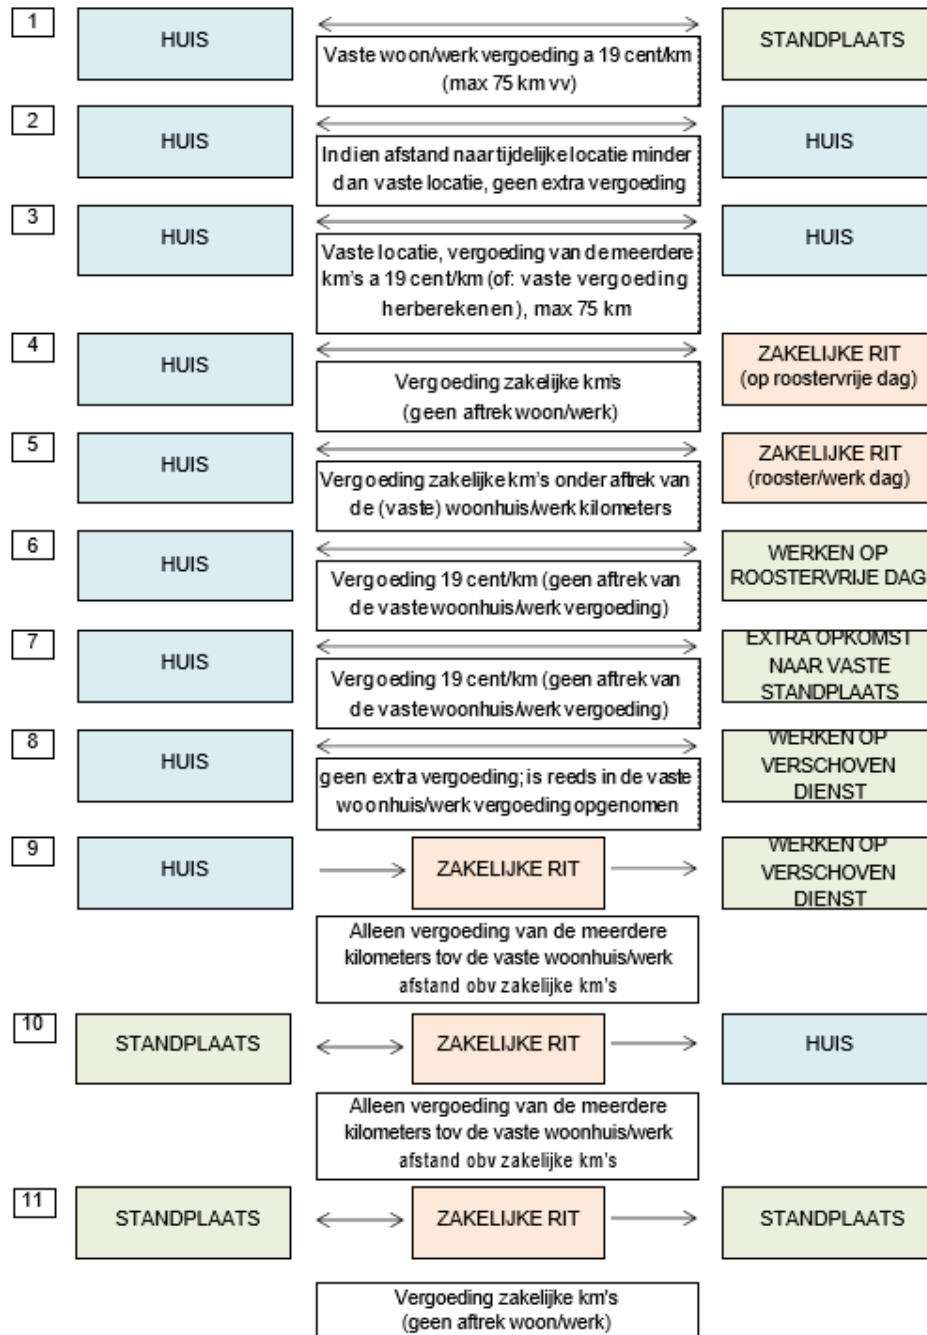 1
HUIS
STANDPLAATS
Vaste woon/werk vergoeding a 19 cent/km
(max 75 km vv)
2
HUIS
HUIS
Indien afstand naar tijdelijke locatie minder
dan vaste locatie, geen extra vergoeding
3
HUIS
HUIS
Vaste locatie, vergoeding van de meerdere
km's a 19 cent/km (of: vaste vergoeding
herberekenen), max 75 km
4
HUIS
ZAKELIJKE RIT
(op roostervrije dag)
Vergoeding zakelijke km's
(geen aftrek woon/werk)
5
HUIS
ZAKELIJKE RIT
(rooster/werk dag)
Vergoeding zakelijke km's onder aftrek van
de (vaste) woonhuis/werk kilometers
6
HUIS
WERKEN OP
ROOSTERVRIJE DAG
Vergoeding 19 cent/km (geen aftrek van
de vaste woonhuis/werk vergoeding)
7
HUIS
EXTRA OPKOMST
NAAR VASTE
STANDPLAATS
Vergoeding 19 cent/km (geen aftrek van
de vaste woonhuis/werk vergoeding)
8
HUIS
WERKEN OP
VERSCHOVEN
DIENST
geen extra vergoeding; is reeds in de vaste
woonhuis/werk vergoeding opgenomen
9
HUIS
ZAKELIJKE RIT
WERKEN OP
VERSCHOVEN
DIENST
Alleen vergoeding van de meerdere
kilometers tov de vaste woonhuis/werk
afstand obv zakelijke km's
10
STANDPLAATS
ZAKELIJKE RIT
HUIS
Alleen vergoeding van de meerdere
kilometers tov de vaste woonhuis/werk
afstand obv zakelijke km's
11
STANDPLAATS
ZAKELIJKE RIT
STANDPLAATS
Vergoeding zakelijke km's
(geen aftrek woon/werk)